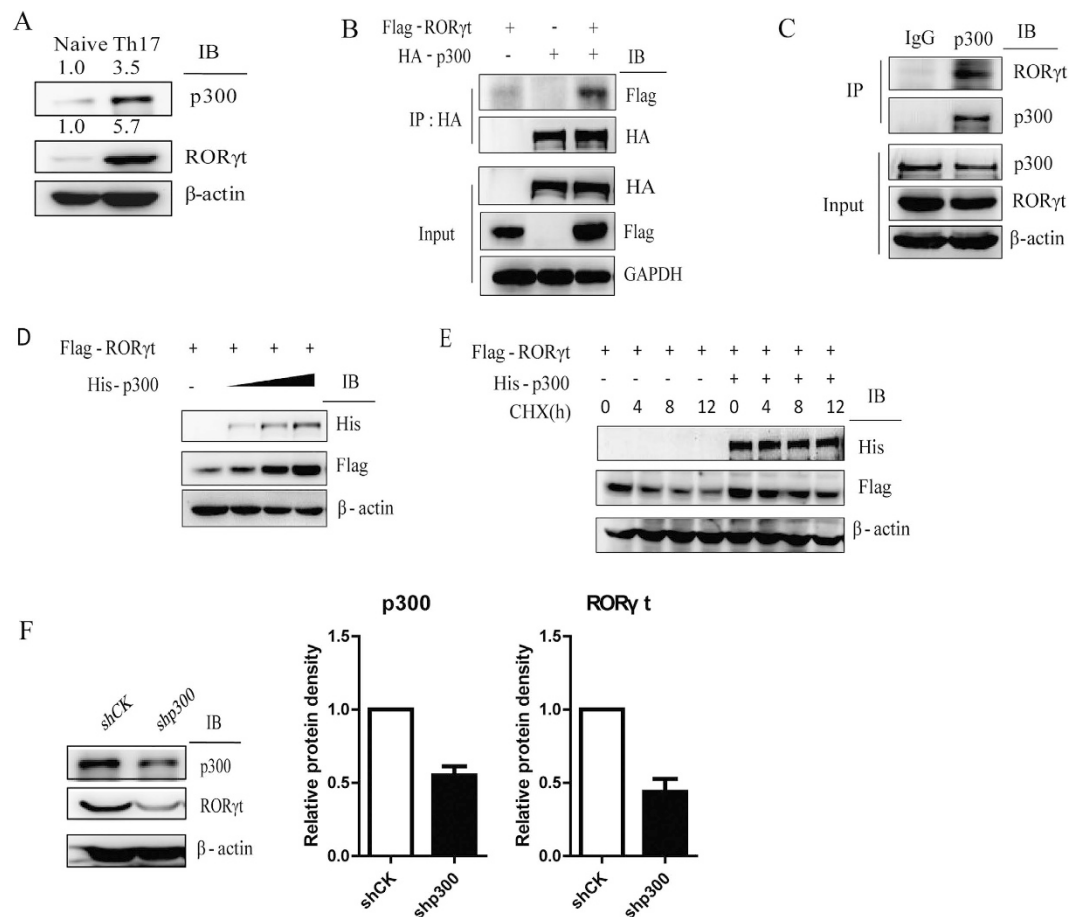 A
Naive Th17 IB
1.0 3.5
p300
1.0 5.7
RORγt
β-actin
B
Flag-RORγt + - +
HA-p300 - + + IB
IP : HA
Flag
HA
Input
HA
Flag
GAPDH
C
IgG p300 IB
IP
RORγt
p300
Input
p300
RORγt
β-actin
D
Flag-RORγt + + + +
His-p300 - IB
His
Flag
β-actin
E
Flag-RORγt + + + + + + + +
His-p300 - - - - + + + +
CHX(h) 0 4 8 12 0 4 8 12 IB
His
Flag
β-actin
F
shCK shp300 IB
p300
RORγt
β-actin
p300
Relative protein density
1.5
1.0
0.5
0.0
shCK shp300
RORγ t
Relative protein density
1.5
1.0
0.5
0.0
shCK shp300